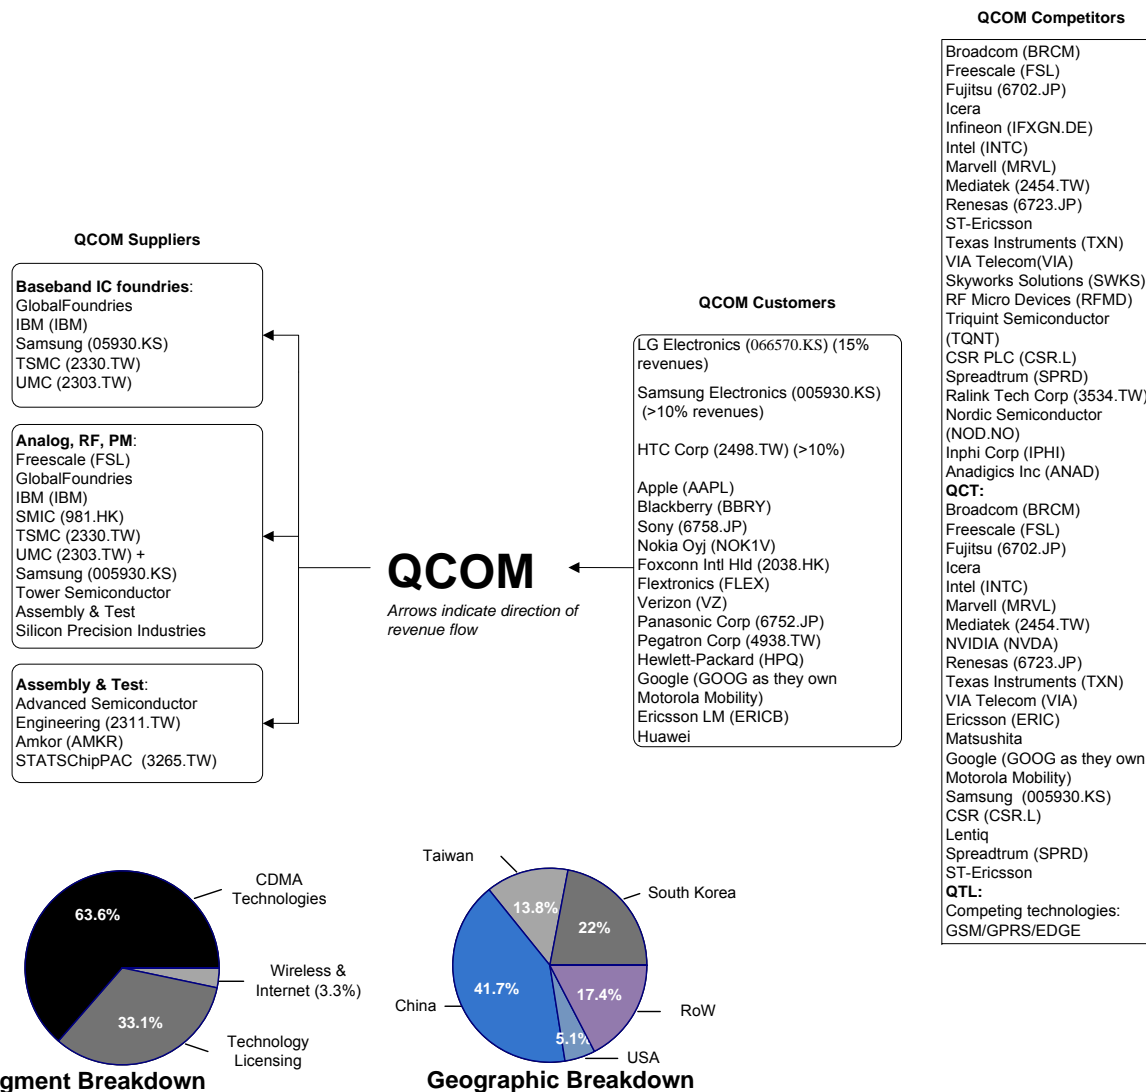 QCOM Competitors
Broadcom (BRCM)
Freescale (FSL)
Fujitsu (6702.JP)
Icera
Infineon (IFXGN.DE)
Intel (INTC)
Marvell (MRVL)
Mediatek (2454.TW)
Renesas (6723.JP)
ST-Ericsson
Texas Instruments (TXN)
VIA Telecom(VIA)
Skyworks Solutions (SWKS)
RF Micro Devices (RFMD)
Triquint Semiconductor
(TQNT)
CSR PLC (CSR.L)
Spreadtrum (SPRD)
Ralink Tech Corp (3534.TW)
Nordic Semiconductor
(NOD.NO)
Inphi Corp (IPHI)
Anadigics Inc (ANAD)
QCT:
Broadcom (BRCM)
Freescale (FSL)
Fujitsu (6702.JP)
Icera
Intel (INTC)
Marvell (MRVL)
Mediatek (2454.TW)
NVIDIA (NVDA)
Renesas (6723.JP)
Texas Instruments (TXN)
VIA Telecom (VIA)
Ericsson (ERIC)
Matsushita
Google (GOOG as they own
Motorola Mobility)
Samsung (005930.KS)
CSR (CSR.L)
Lentiq
Spreadtrum (SPRD)
ST-Ericsson
QTL:
Competing technologies:
GSM/GPRS/EDGE
QCOM Suppliers
Baseband IC foundries:
GlobalFoundries
IBM (IBM)
Samsung (05930.KS)
TSMC (2330.TW)
UMC (2303.TW)
Analog, RF, PM:
Freescale (FSL)
GlobalFoundries
IBM (IBM)
SMIC (981.HK)
TSMC (2330.TW)
UMC (2303.TW) +
Samsung (005930.KS)
Tower Semiconductor
Assembly & Test
Silicon Precision Industries
Assembly & Test:
Advanced Semiconductor
Engineering (2311.TW)
Amkor (AMKR)
STATSChipPAC (3265.TW)
QCOM
Arrows indicate direction of
revenue flow
QCOM Customers
LG Electronics (066570.KS) (15%
revenues)
Samsung Electronics (005930.KS)
(>10% revenues)
HTC Corp (2498.TW) (>10%)
Apple (AAPL)
Blackberry (BBRY)
Sony (6758.JP)
Nokia Oyj (NOK1V)
Foxconn Intl Hld (2038.HK)
Flextronics (FLEX)
Verizon (VZ)
Panasonic Corp (6752.JP)
Pegatron Corp (4938.TW)
Hewlett-Packard (HPQ)
Google (GOOG as they own
Motorola Mobility)
Ericsson LM (ERICB)
Huawei
63.6%
CDMA
Technologies
Wireless &
Internet (3.3%)
33.1%
Technology
Licensing
gment Breakdown
Taiwan
13.8%
South Korea
22%
41.7%
China
17.4%
RoW
5.1%
USA
Geographic Breakdown